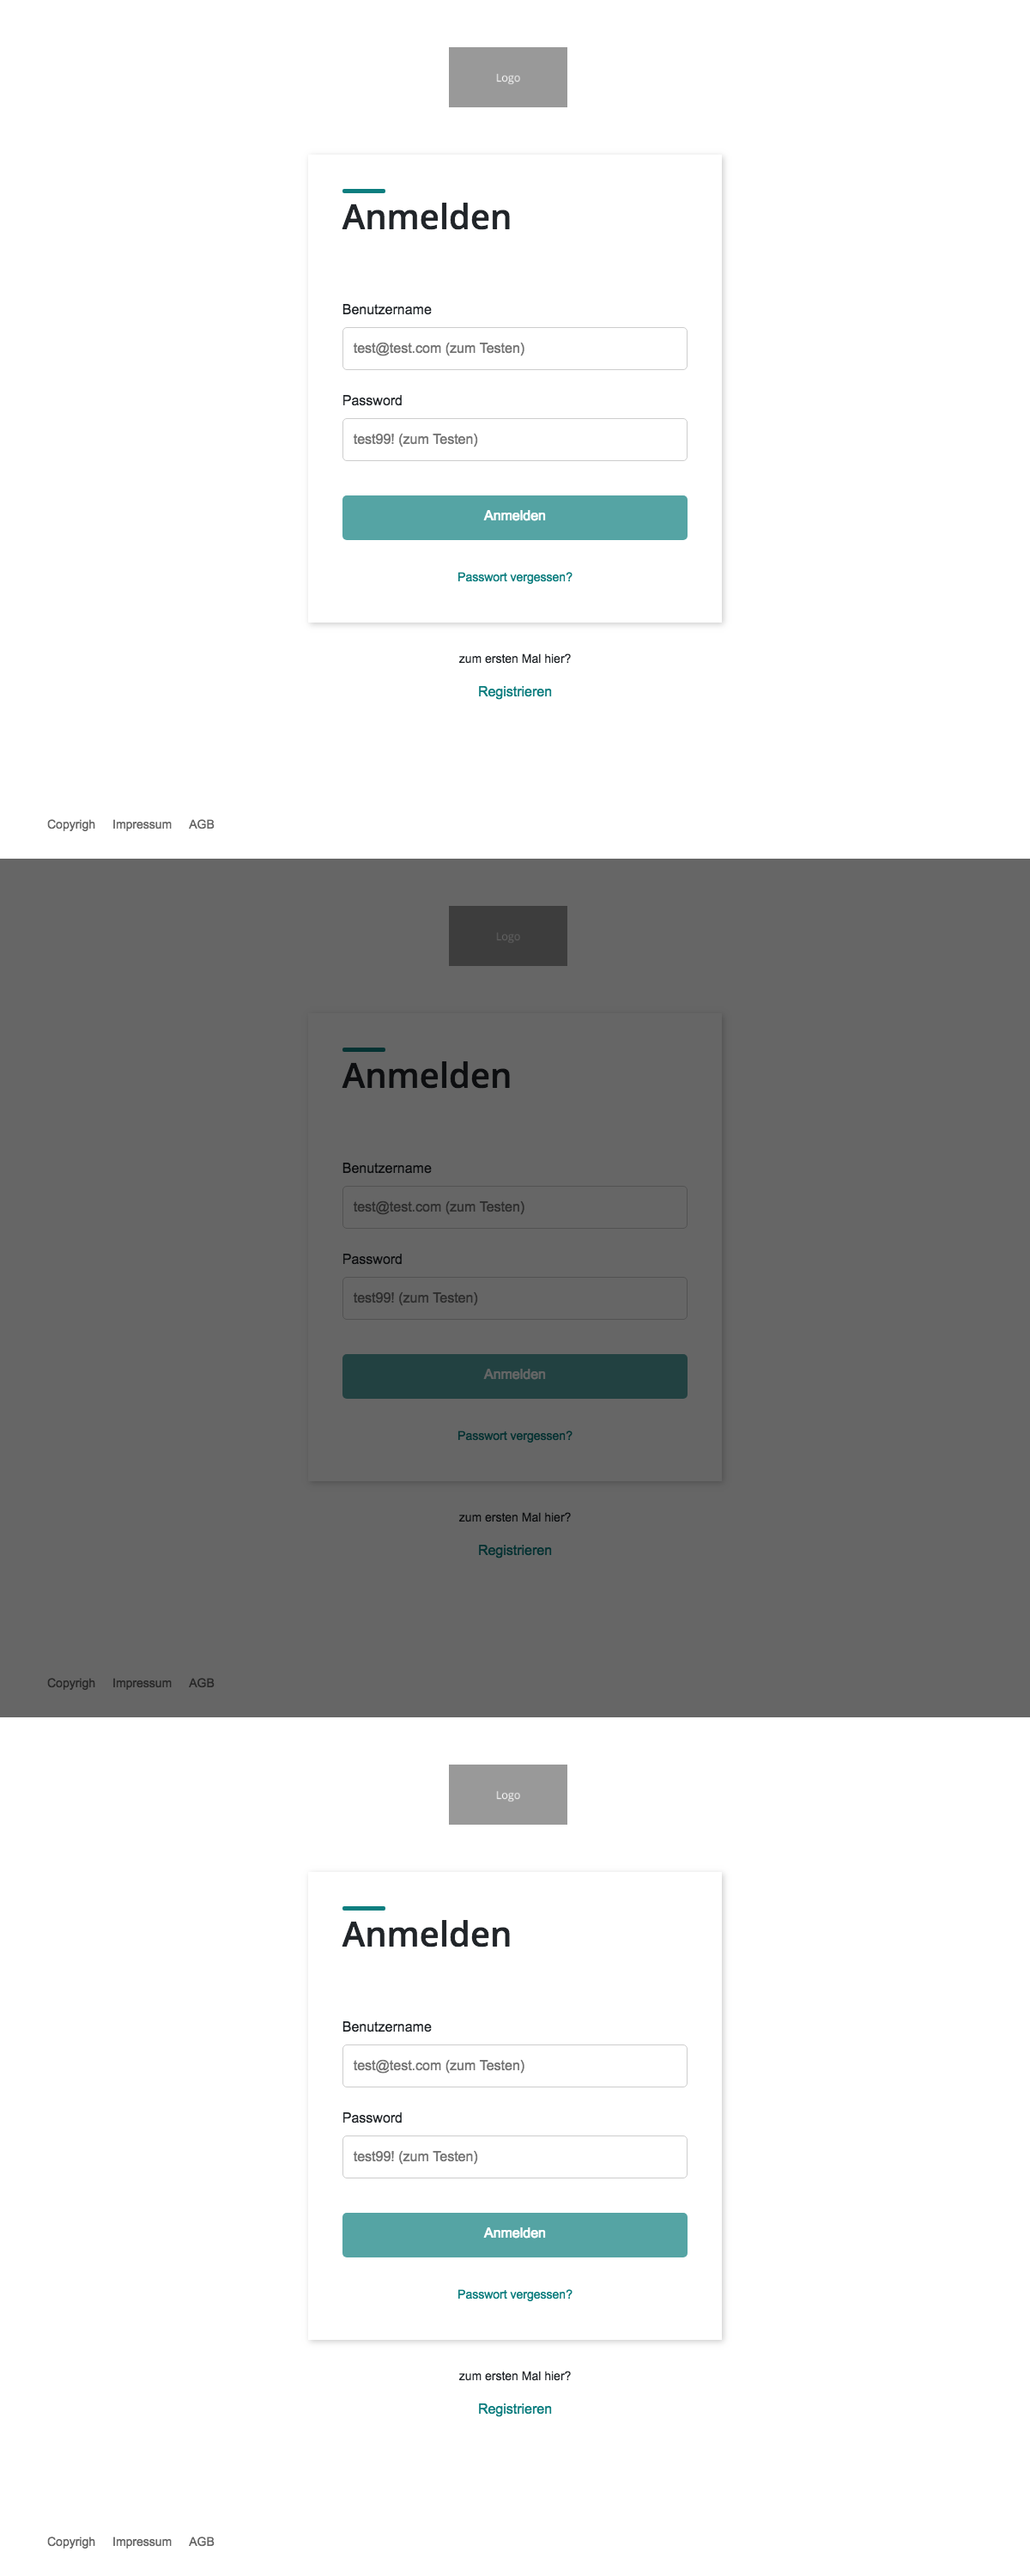 Logo
Anmelden
Benutzername
test@test.com (zum Testen)
Password
test99! (zum Testen)
Anmelden
Passwort vergessen?
zum ersten Mal hier?
Registrieren
Copyrigh Impressum AGB
Logo
Anmelden
Benutzername
test@test.com (zum Testen)
Password
test99! (zum Testen)
Anmelden
Passwort vergessen?
zum ersten Mal hier?
Registrieren
Copyrigh Impressum AGB
Logo
Anmelden
Benutzername
test@test.com (zum Testen)
Password
test99! (zum Testen)
Anmelden
Passwort vergessen?
zum ersten Mal hier?
Registrieren
Copyrigh Impressum AGB